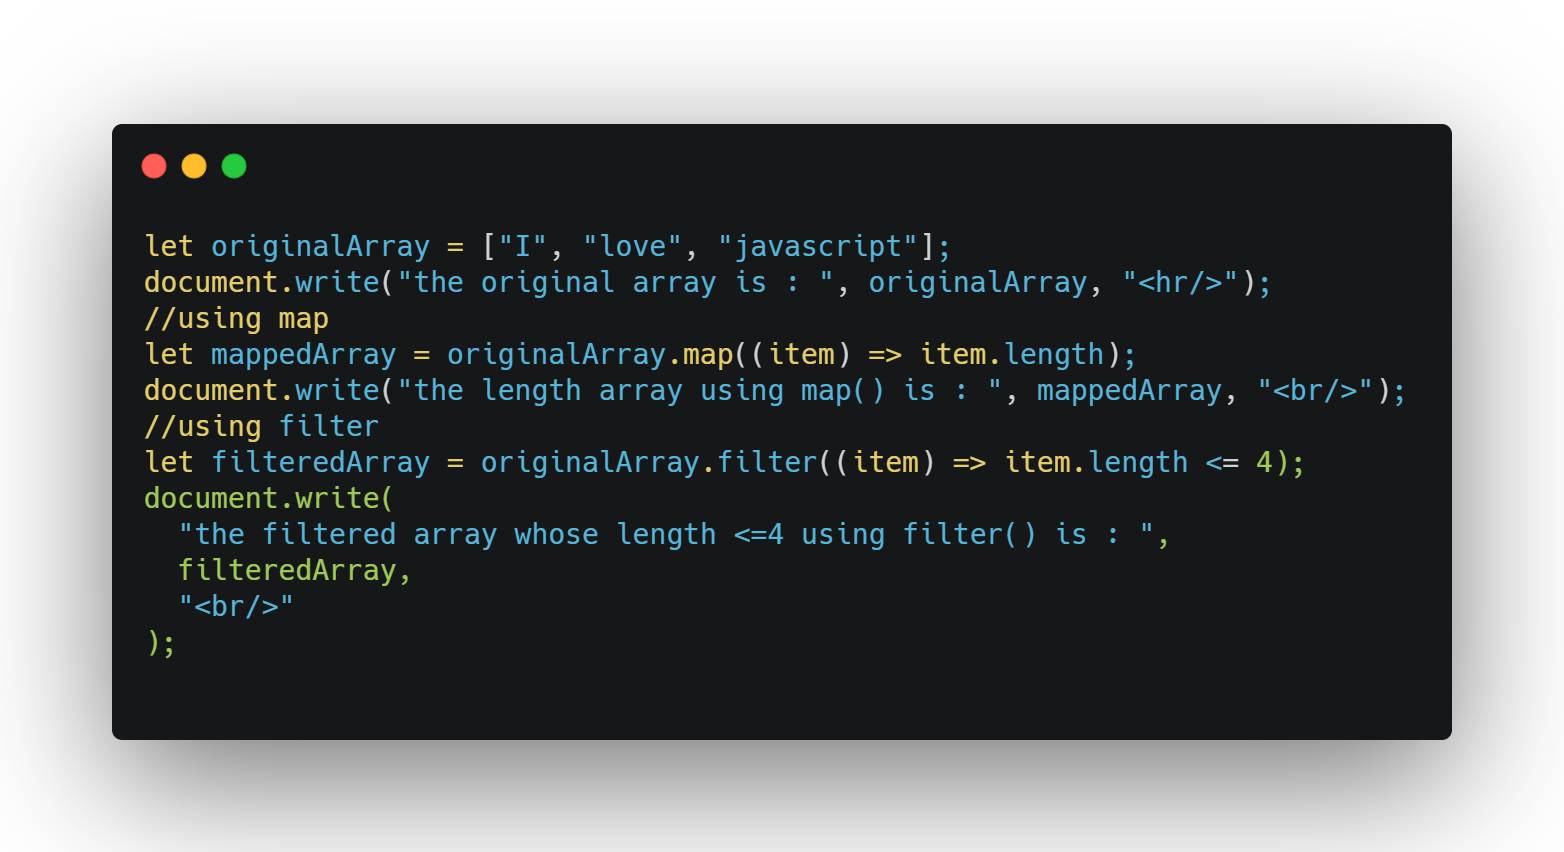 let originalArray = ["I", "love", "javascript"];
document.write("the original array is : ", originalArray, "<hr/>");
//using map
let mappedArray = originalArray.map((item) => item.length);
document.write("the length array using map() is : ", mappedArray, "<br/>");
//using filter
let filteredArray = originalArray.filter((item) => item.length <= 4);
document.write(
  "the filtered array whose length <=4 using filter() is : ",
  filteredArray,
  "<br/>"
);